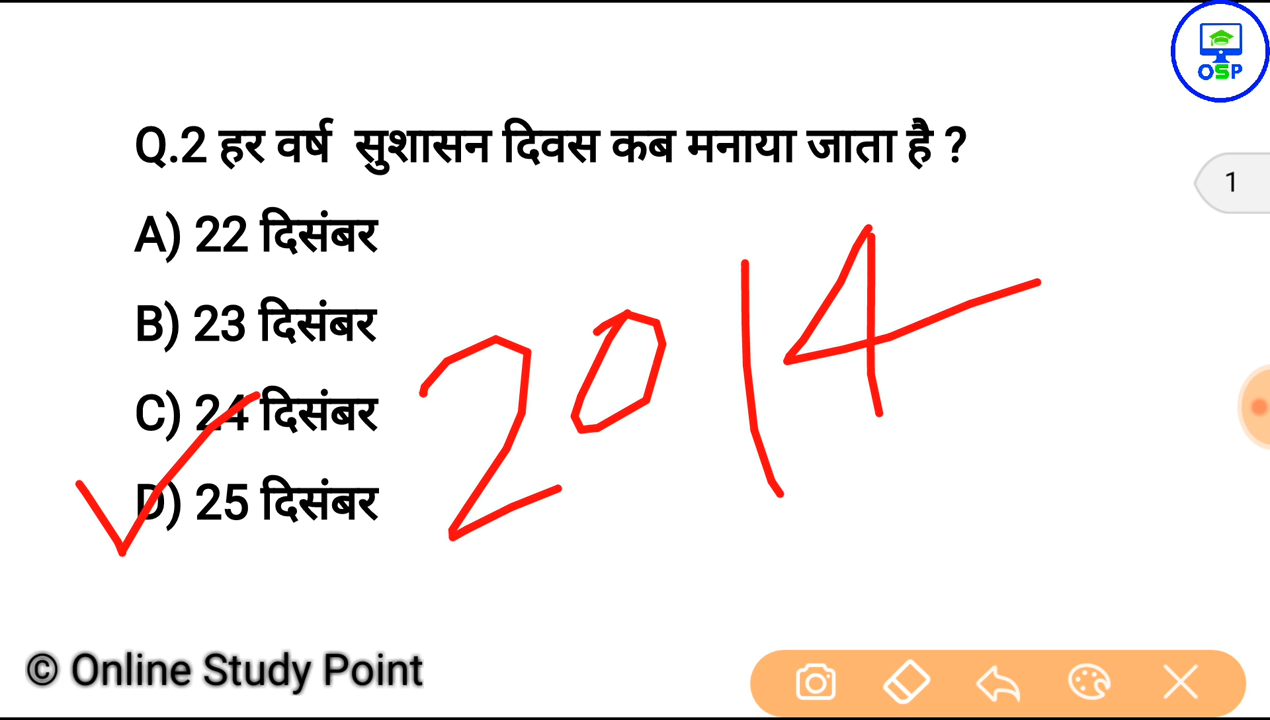 OSP
Q.2 हर वर्ष सुशासन दिवस कब मनाया जाता है ?
1
A) 22 दिसंबर
B) 23 दिसंबर
C) 24 दिसंबर
D) 25 दिसंबर
2014
© Online Study Point